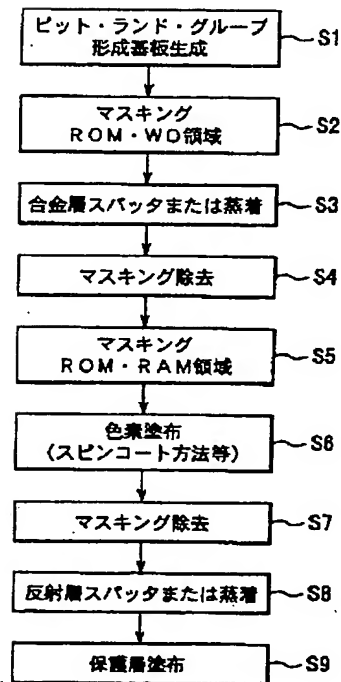 ピット・ランド・グループ
形成基板生成
S1
マスキング
ROM・WO領域
S2
合金層スパッタまたは蒸着
S3
マスキング除去
S4
マスキング
ROM・RAM領域
S5
色素塗布
(スピンコート方法等)
S6
マスキング除去
S7
反射層スパッタまたは蒸着
S8
保護層塗布
S9